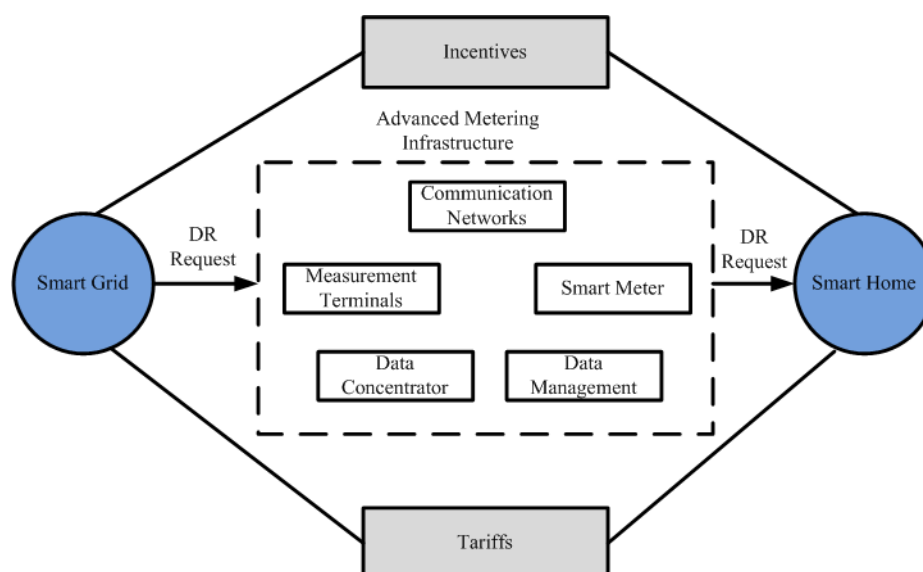 Incentives
Advanced Metering
Infrastructure
Communication
Networks
DR
Request
DR
Request
Smart Grid
Measurement
Terminals
Smart Meter
Smart Home
Data
Concentrator
Data
Management
Tariffs